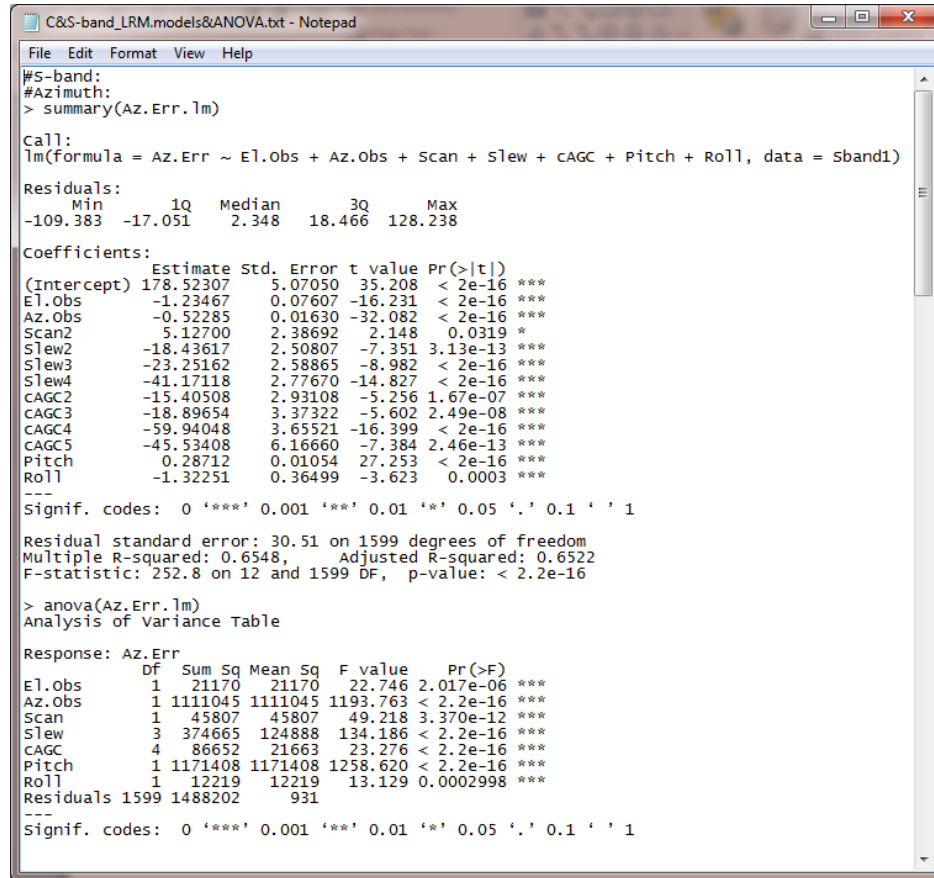 C&S-band_LRM.models&ANOVA.txt - Notepad
File Edit Format View Help
#S-band:
#Azimuth:
> summary(Az.Err.lm)
Call:
lm(formula = Az.Err ~ El.Obs + Az.Obs + Scan + Slew + cAGC + Pitch + Roll, data = Sband1)
Residuals:
Min 1Q Median 3Q Max
-109.383 -17.051 2.348 18.466 128.238
Coefficients:
Estimate Std. Error t value Pr(>|t|)
(Intercept) 178.52307 5.07050 35.208 < 2e-16 ***
El.Obs -1.23467 0.07607 -16.231 < 2e-16 ***
Az.Obs -0.52285 0.01630 -32.082 < 2e-16 ***
Scan2 5.12700 2.38692 2.148 0.0319 *
Slew2 -18.43617 2.50807 -7.351 3.13e-13 ***
Slew3 -23.25162 2.58865 -8.982 < 2e-16 ***
Slew4 -41.17118 2.77670 -14.827 < 2e-16 ***
cAGC2 -15.40508 2.93108 -5.256 1.67e-07 ***
cAGC3 -18.89654 3.37322 -5.602 2.49e-08 ***
cAGC4 -59.94048 3.65521 -16.399 < 2e-16 ***
cAGC5 -45.53408 6.16660 -7.384 2.46e-13 ***
Pitch 0.28712 0.01054 27.253 < 2e-16 ***
Roll -1.32251 0.36499 -3.623 0.0003 ***
---
Signif. codes: 0 ‘***’ 0.001 ‘**’ 0.01 ‘*’ 0.05 ‘.’ 0.1 ‘ ’ 1
Residual standard error: 30.51 on 1599 degrees of freedom
Multiple R-squared: 0.6548, Adjusted R-squared: 0.6522
F-statistic: 252.8 on 12 and 1599 DF, p-value: < 2.2e-16
> anova(Az.Err.lm)
Analysis of Variance Table
Response: Az.Err
Df Sum Sq Mean Sq F value Pr(>F)
El.Obs 1 21170 21170 22.746 2.017e-06 ***
Az.Obs 1 1111045 1111045 1193.763 < 2.2e-16 ***
Scan 1 45807 45807 49.218 3.370e-12 ***
Slew 3 374665 124888 134.186 < 2.2e-16 ***
cAGC 4 86652 21663 23.276 < 2.2e-16 ***
Pitch 1 1171408 1171408 1258.620 < 2.2e-16 ***
Roll 1 12219 12219 13.129 0.0002998 ***
Residuals 1599 1488202 931
---
Signif. codes: 0 ‘***’ 0.001 ‘**’ 0.01 ‘*’ 0.05 ‘.’ 0.1 ‘ ’ 1